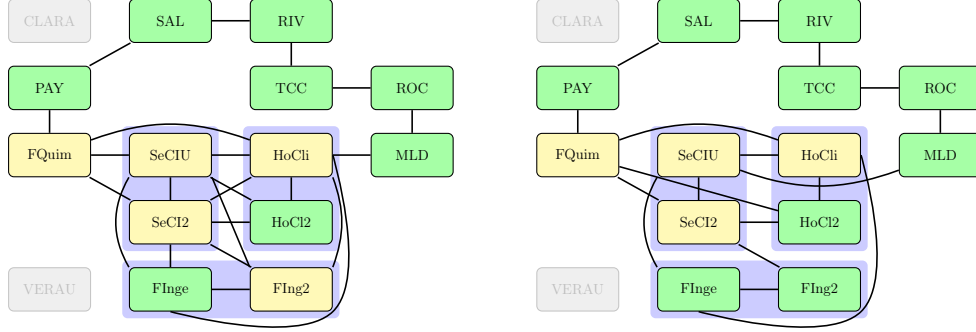 CLARA SAL RIV
PAY TCC ROC
FQuim SeCIU HoCli MLD
SeCI2 HoCl2
VERAU FInge FIng2
CLARA SAL RIV
PAY TCC ROC
FQuim SeCIU HoCli MLD
SeCI2 HoCl2
VERAU FInge FIng2